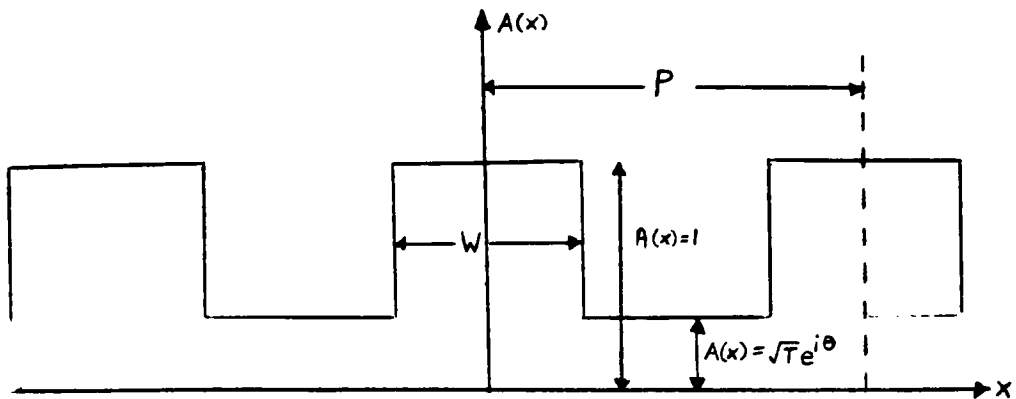 A(x)
P
W
A(x)=1
A(x)=√T e^{iθ}
x